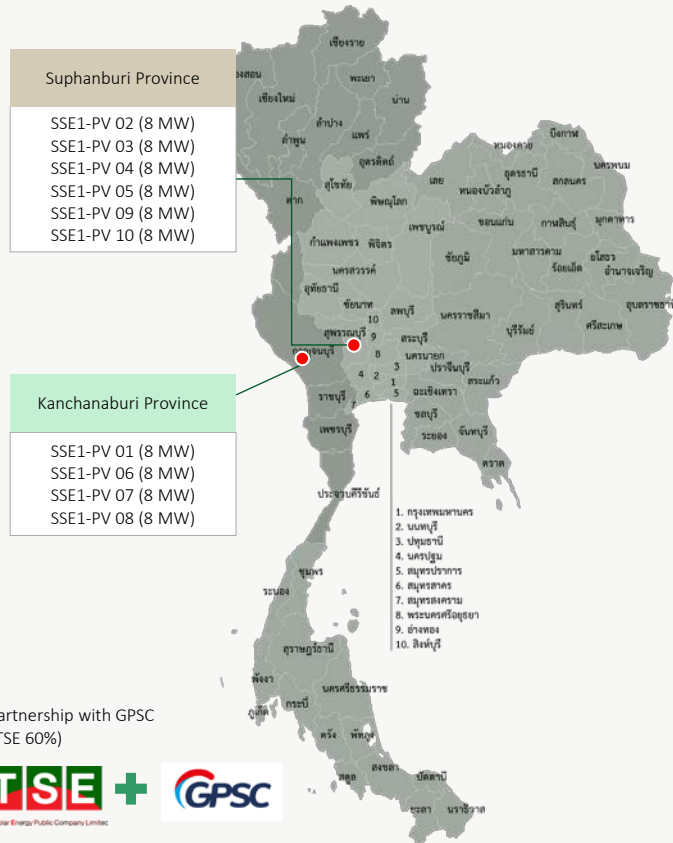 Suphanburi Province
SSE1-PV 02 (8 MW)
SSE1-PV 03 (8 MW)
SSE1-PV 04 (8 MW)
SSE1-PV 05 (8 MW)
SSE1-PV 09 (8 MW)
SSE1-PV 10 (8 MW)
Kanchanaburi Province
SSE1-PV 01 (8 MW)
SSE1-PV 06 (8 MW)
SSE1-PV 07 (8 MW)
SSE1-PV 08 (8 MW)
เชียงราย
องสอน
เชียงใหม่
พะเยา
น่าน
ลำปาง
ลำพูน
แพร่
อุตรดิตถ์
สุโขทัย
ตาก
พิษณุโลก
เลย
หนองคาย
บึงกาฬ
หนองบัวลำภู
อุดรธานี
สกลนคร
นครพนม
กำแพงเพชร
พิจิตร
เพชรบูรณ์
ขอนแก่น
กาฬสินธุ์
มุกดาหาร
นครสวรรค์
ชัยภูมิ
มหาสารคาม
ร้อยเอ็ด
ยโสธร
อำนาจเจริญ
อุทัยธานี
ชัยนาท
10
ลพบุรี
นครราชสีมา
บุรีรัมย์
สุรินทร์
ศรีสะเกษ
อุบลราชธานี
สุพรรณบุรี
9
สระบุรี
กาญจนบุรี
8
นครนายก
3
ปราจีนบุรี
4
2
1
สระแก้ว
ราชบุรี
6
5
ฉะเชิงเทรา
7
ชลบุรี
เพชรบุรี
ระยอง
จันทบุรี
ตราด
ประจวบคีรีขันธ์
1. กรุงเทพมหานคร
2. นนทบุรี
3. ปทุมธานี
4. นครปฐม
5. สมุทรปราการ
6. สมุทรสาคร
7. สมุทรสงคราม
8. พระนครศรีอยุธยา
9. อ่างทอง
10. สิงห์บุรี
ชุมพร
ระนอง
สุราษฎร์ธานี
พังงา
นครศรีธรรมราช
กระบี่
ภูเก็ต
ตรัง
พัทลุง
สตูล
สงขลา
ปัตตานี
ยะลา
นราธิวาส
artnership with GPSC
TSE 60%)
TSE
olar Energy Public Company Limited
GPSC